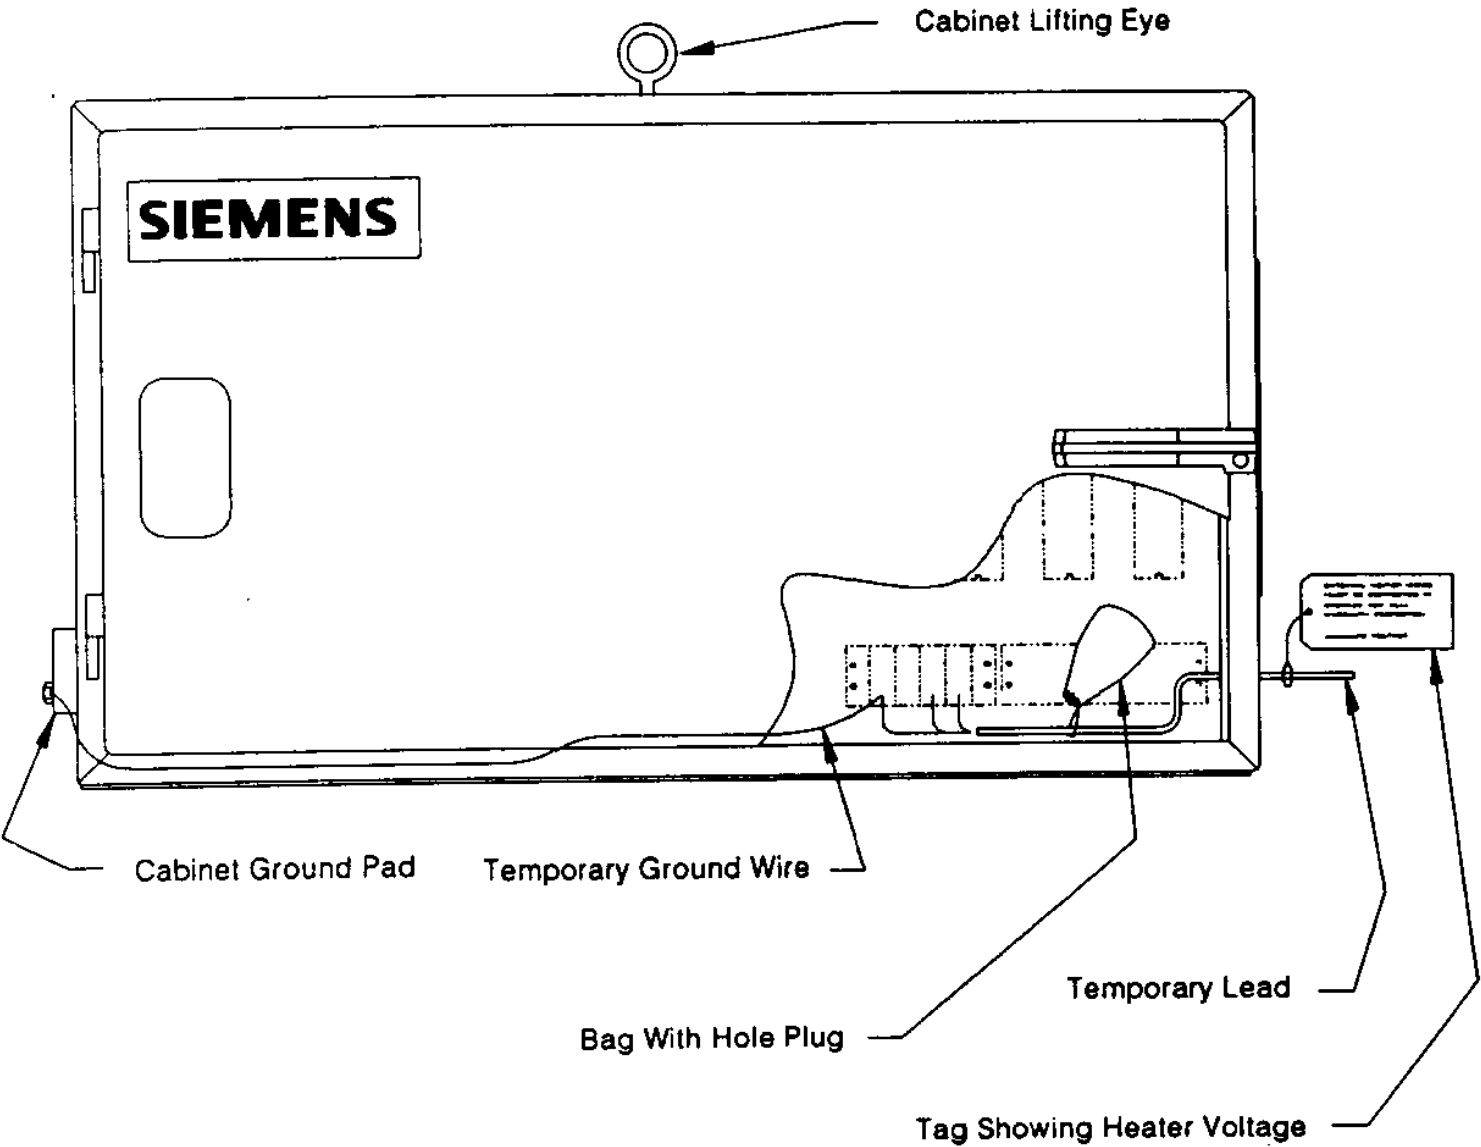 Cabinet Lifting Eye
SIEMENS
Cabinet Ground Pad
Temporary Ground Wire
Temporary Lead
Bag With Hole Plug
Tag Showing Heater Voltage